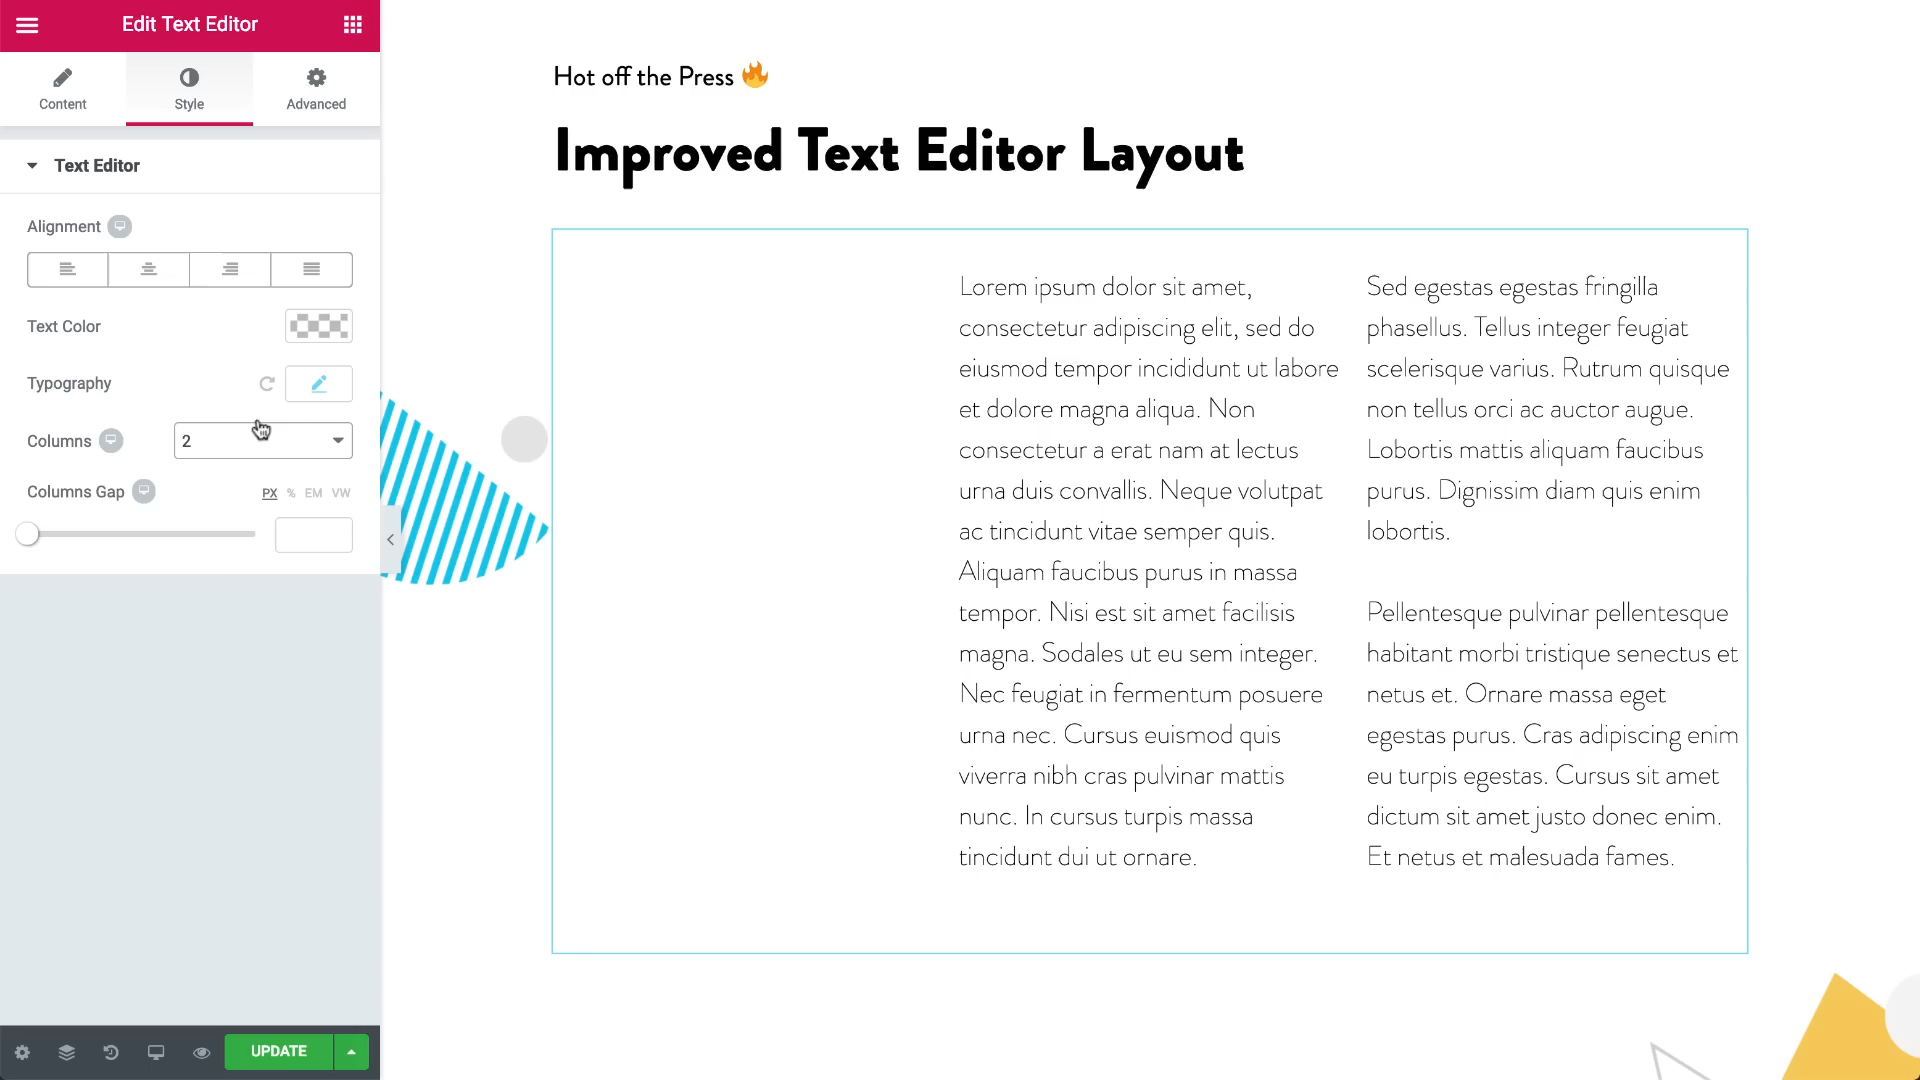 Edit Text Editor
Content
Style
Advanced
Text Editor
Alignment
Text Color
Typography
Columns
2
Columns Gap
PX % EM VW
UPDATE
Hot off the Press 🔥
Improved Text Editor Layout
Lorem ipsum dolor sit amet,
consectetur adipiscing elit, sed do
eiusmod tempor incididunt ut labore
et dolore magna aliqua. Non
consectetur a erat nam at lectus
urna duis convallis. Neque volutpat
ac tincidunt vitae semper quis.
Aliquam faucibus purus in massa
tempor. Nisi est sit amet facilisis
magna. Sodales ut eu sem integer.
Nec feugiat in fermentum posuere
urna nec. Cursus euismod quis
viverra nibh cras pulvinar mattis
nunc. In cursus turpis massa
tincidunt dui ut ornare.
Sed egestas egestas fringilla
phasellus. Tellus integer feugiat
scelerisque varius. Rutrum quisque
non tellus orci ac auctor augue.
Lobortis mattis aliquam faucibus
purus. Dignissim diam quis enim
lobortis.
Pellentesque pulvinar pellentesque
habitant morbi tristique senectus et
netus et. Ornare massa eget
egestas purus. Cras adipiscing enim
eu turpis egestas. Cursus sit amet
dictum sit amet justo donec enim.
Et netus et malesuada fames.